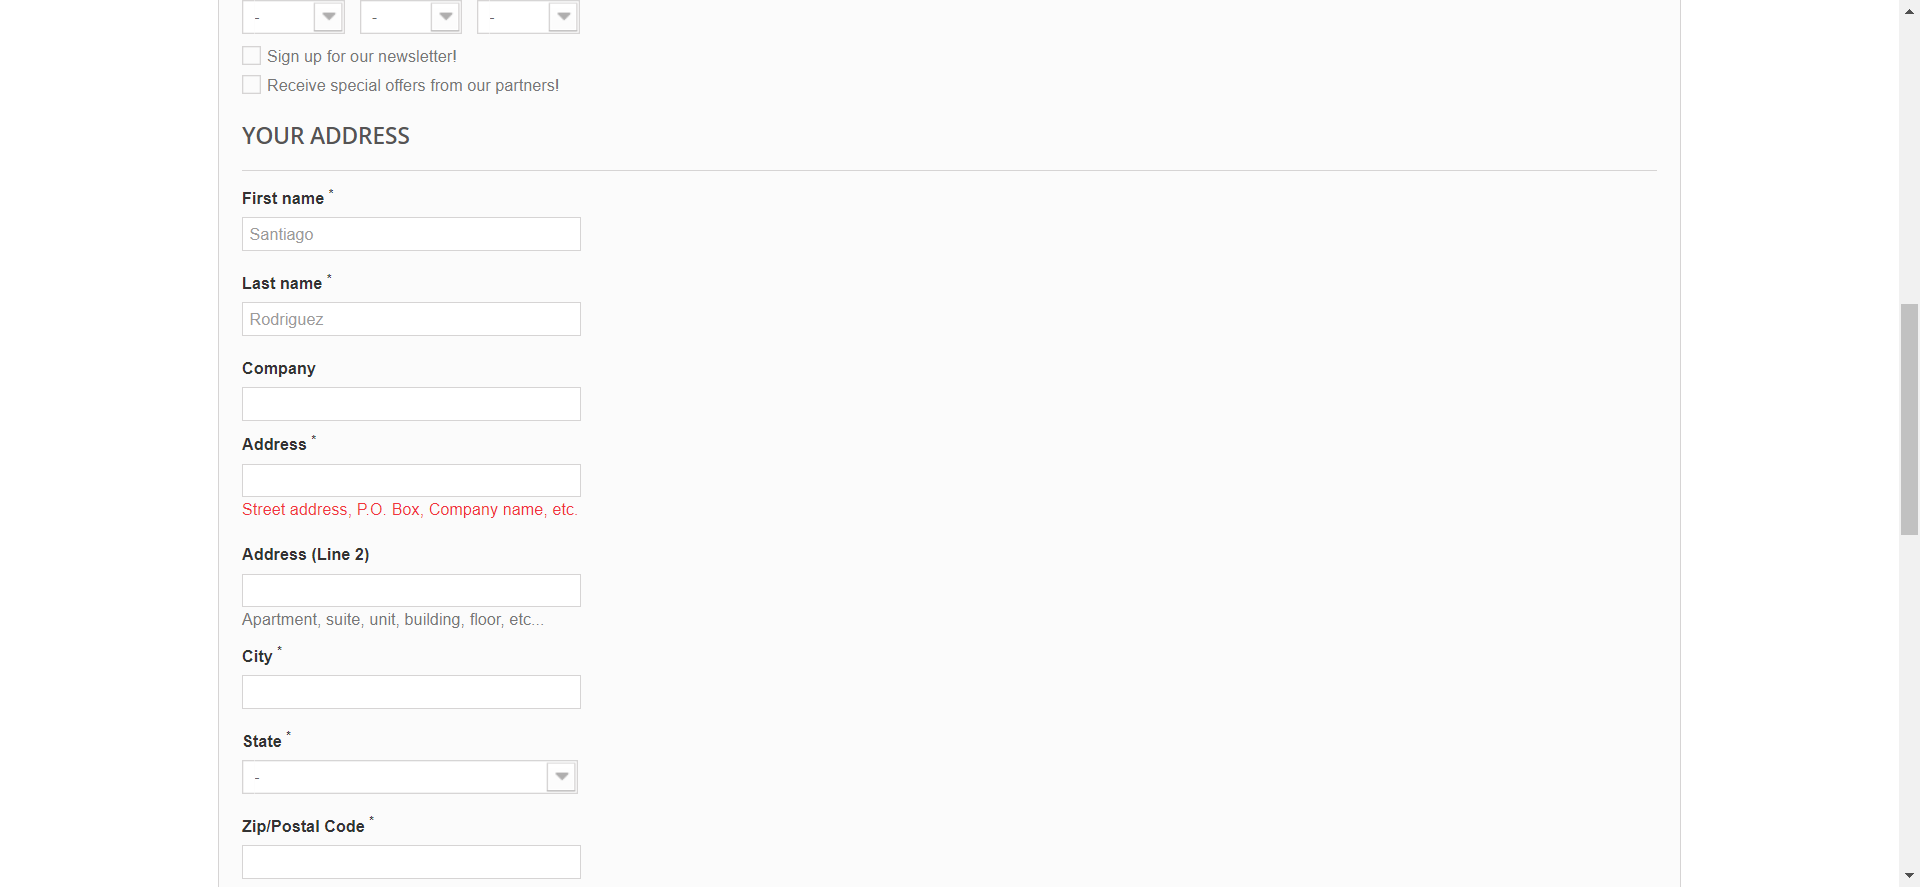 - - -
Sign up for our newsletter!
Receive special offers from our partners!
YOUR ADDRESS
First name *
Santiago
Last name *
Rodriguez
Company
Address *
Street address, P.O. Box, Company name, etc.
Address (Line 2)
Apartment, suite, unit, building, floor, etc...
City *
State *
-
Zip/Postal Code *